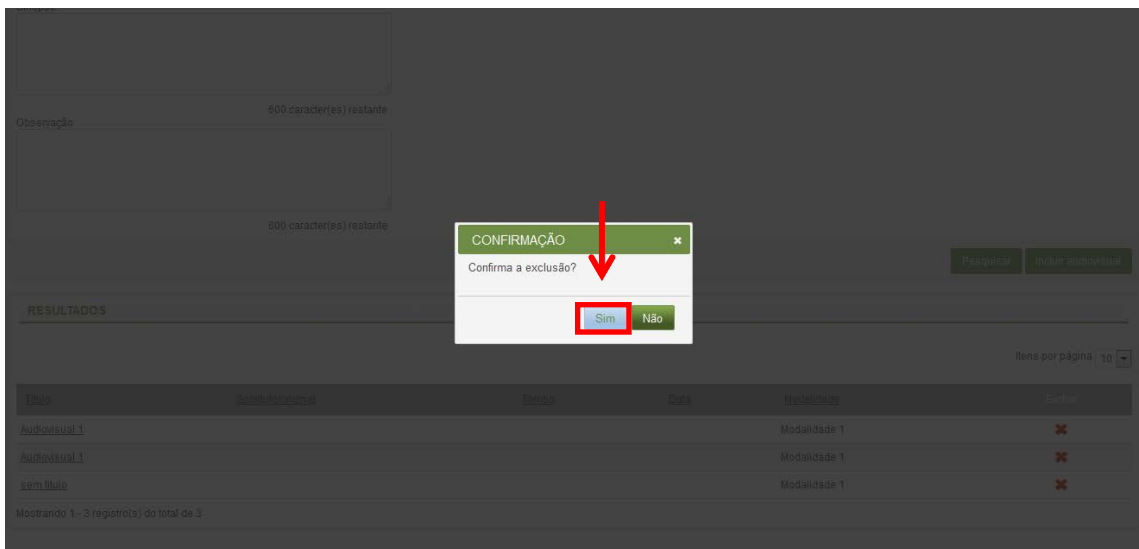 600 caracter(es) restante
Observação
600 caracter(es) restante
CONFIRMAÇÃO
Confirma a exclusão?
Sim Não
Pesquisar Incluir audiovisual
RESULTADOS
Itens por página 10
Título Data Modalidade Excluir
Audiovisual 1 Modalidade 1
Audiovisual 1 Modalidade 1
sem título Modalidade 1
Mostrando 1 - 3 registro(s) do total de 3